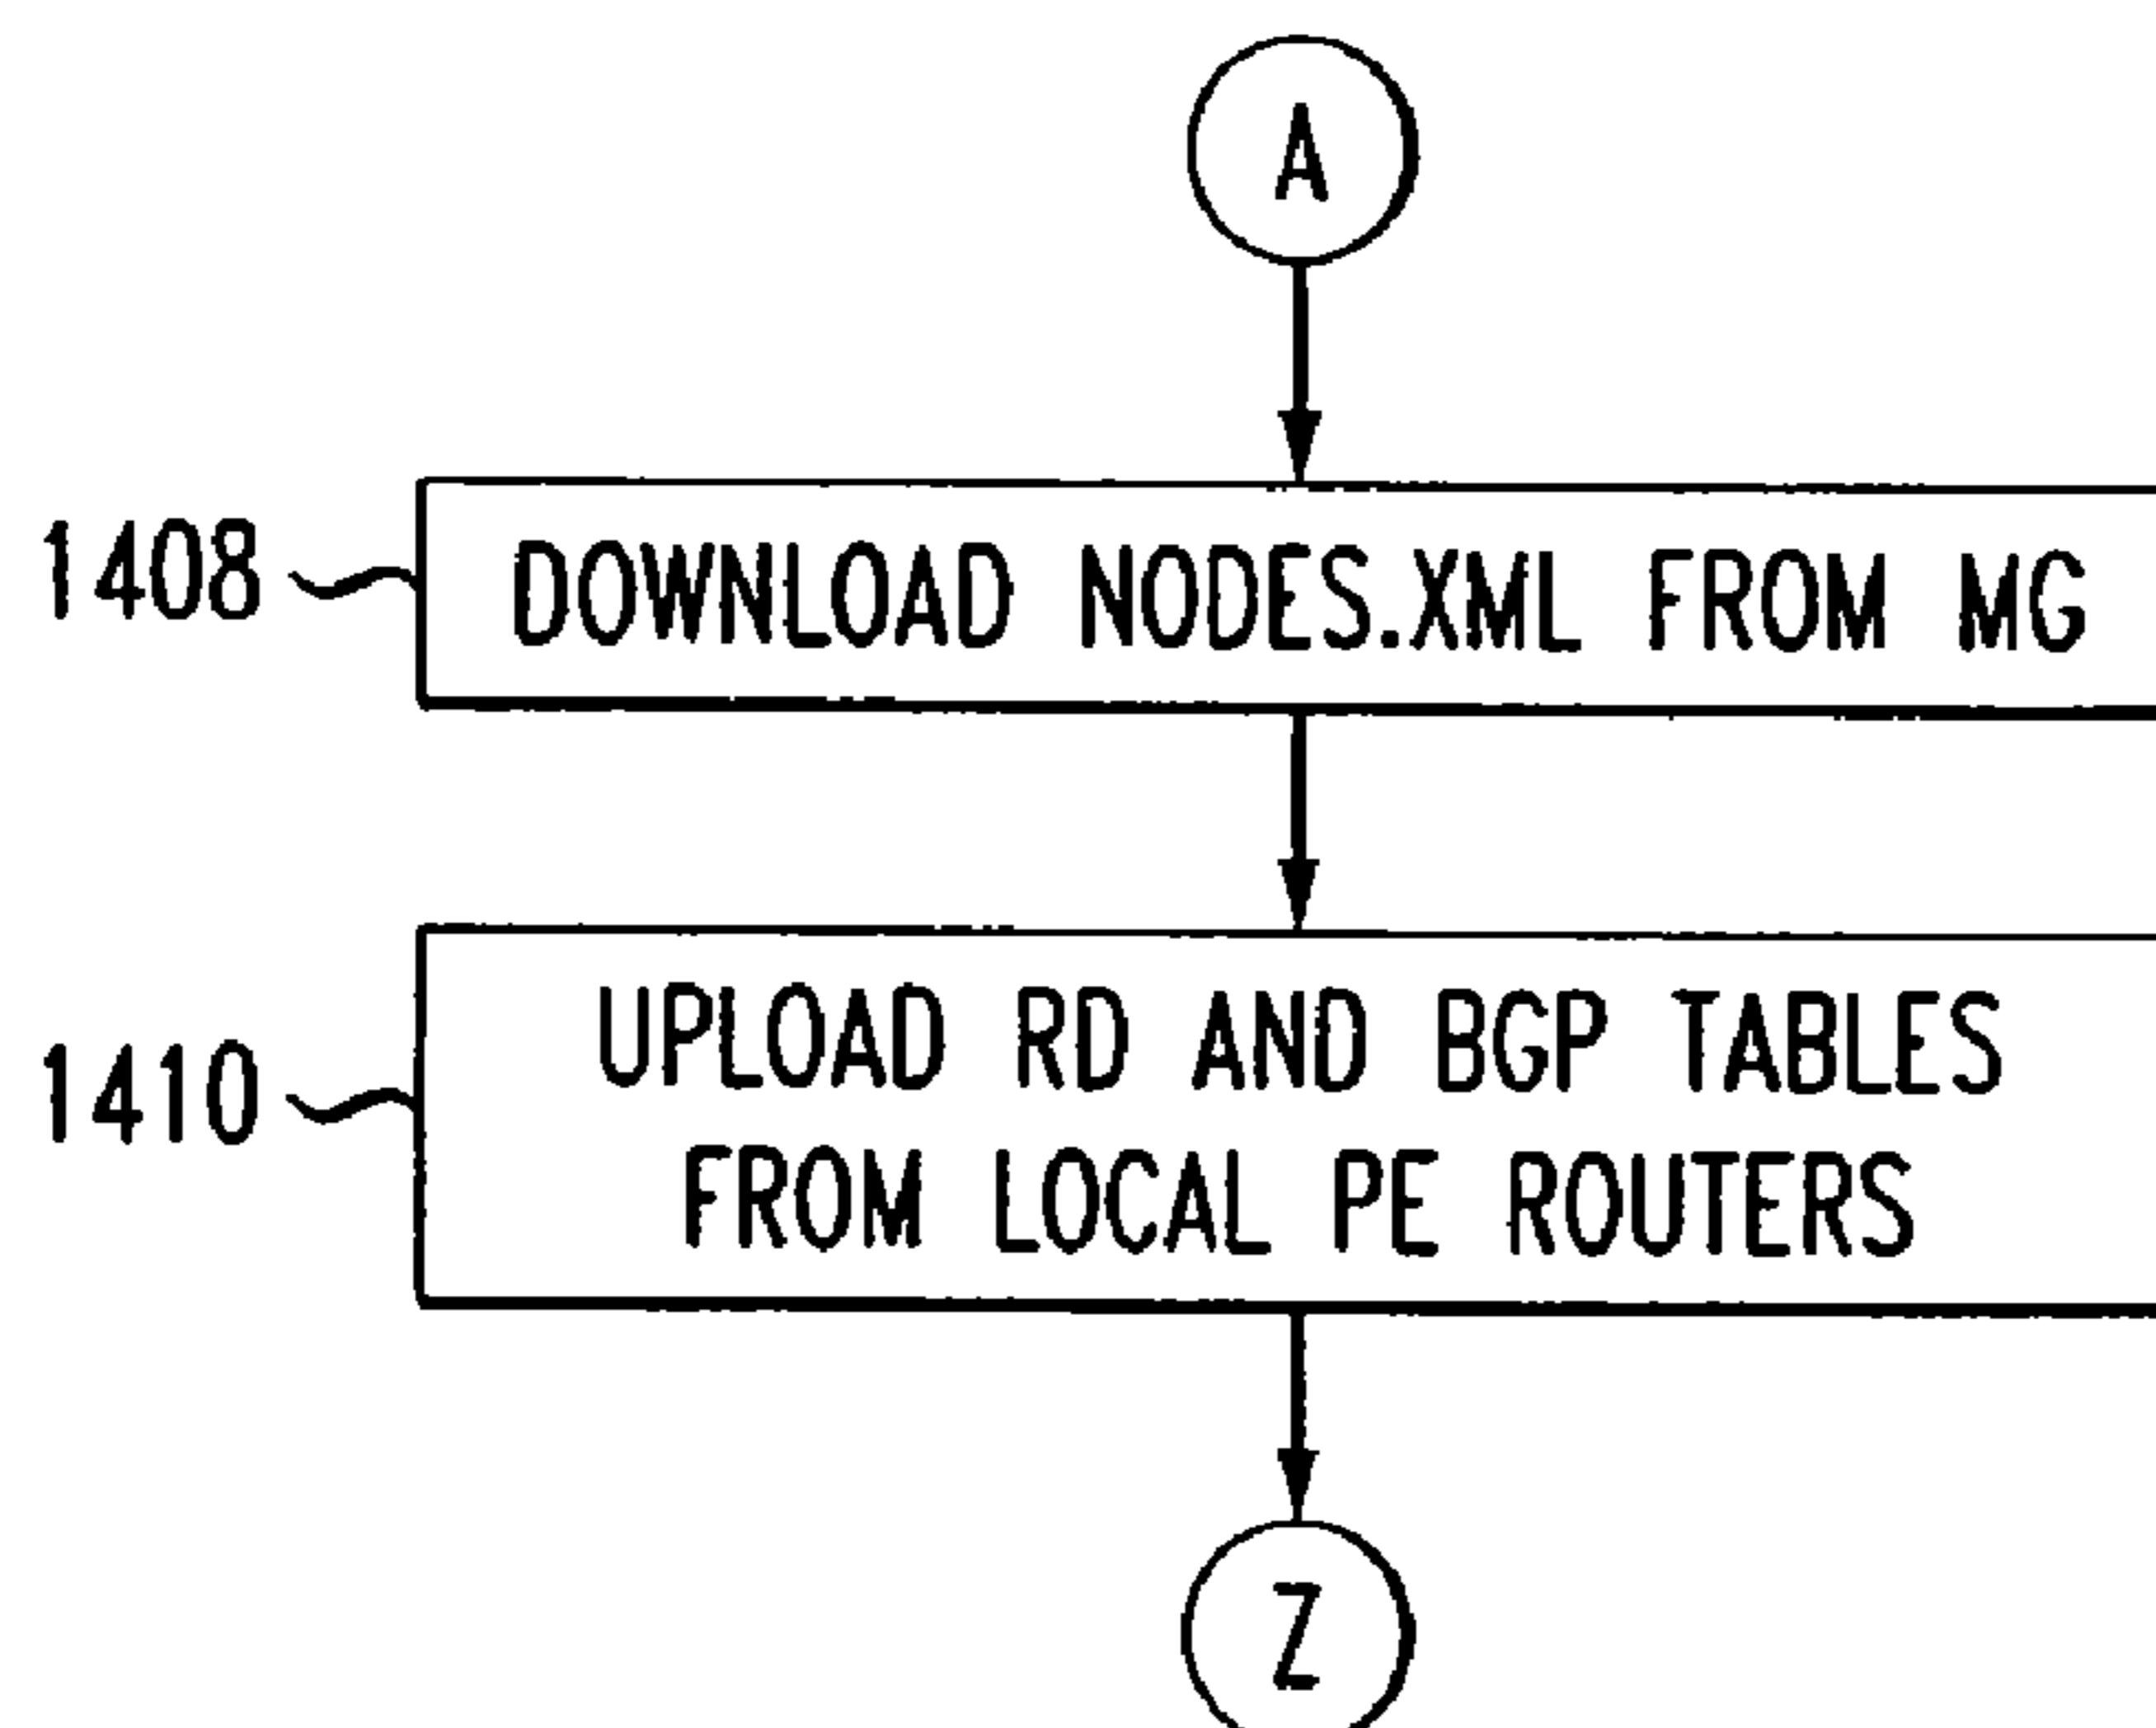 A
1408
DOWNLOAD NODES.XML FROM MG
1410
UPLOAD RD AND BGP TABLES
FROM LOCAL PE ROUTERS
Z